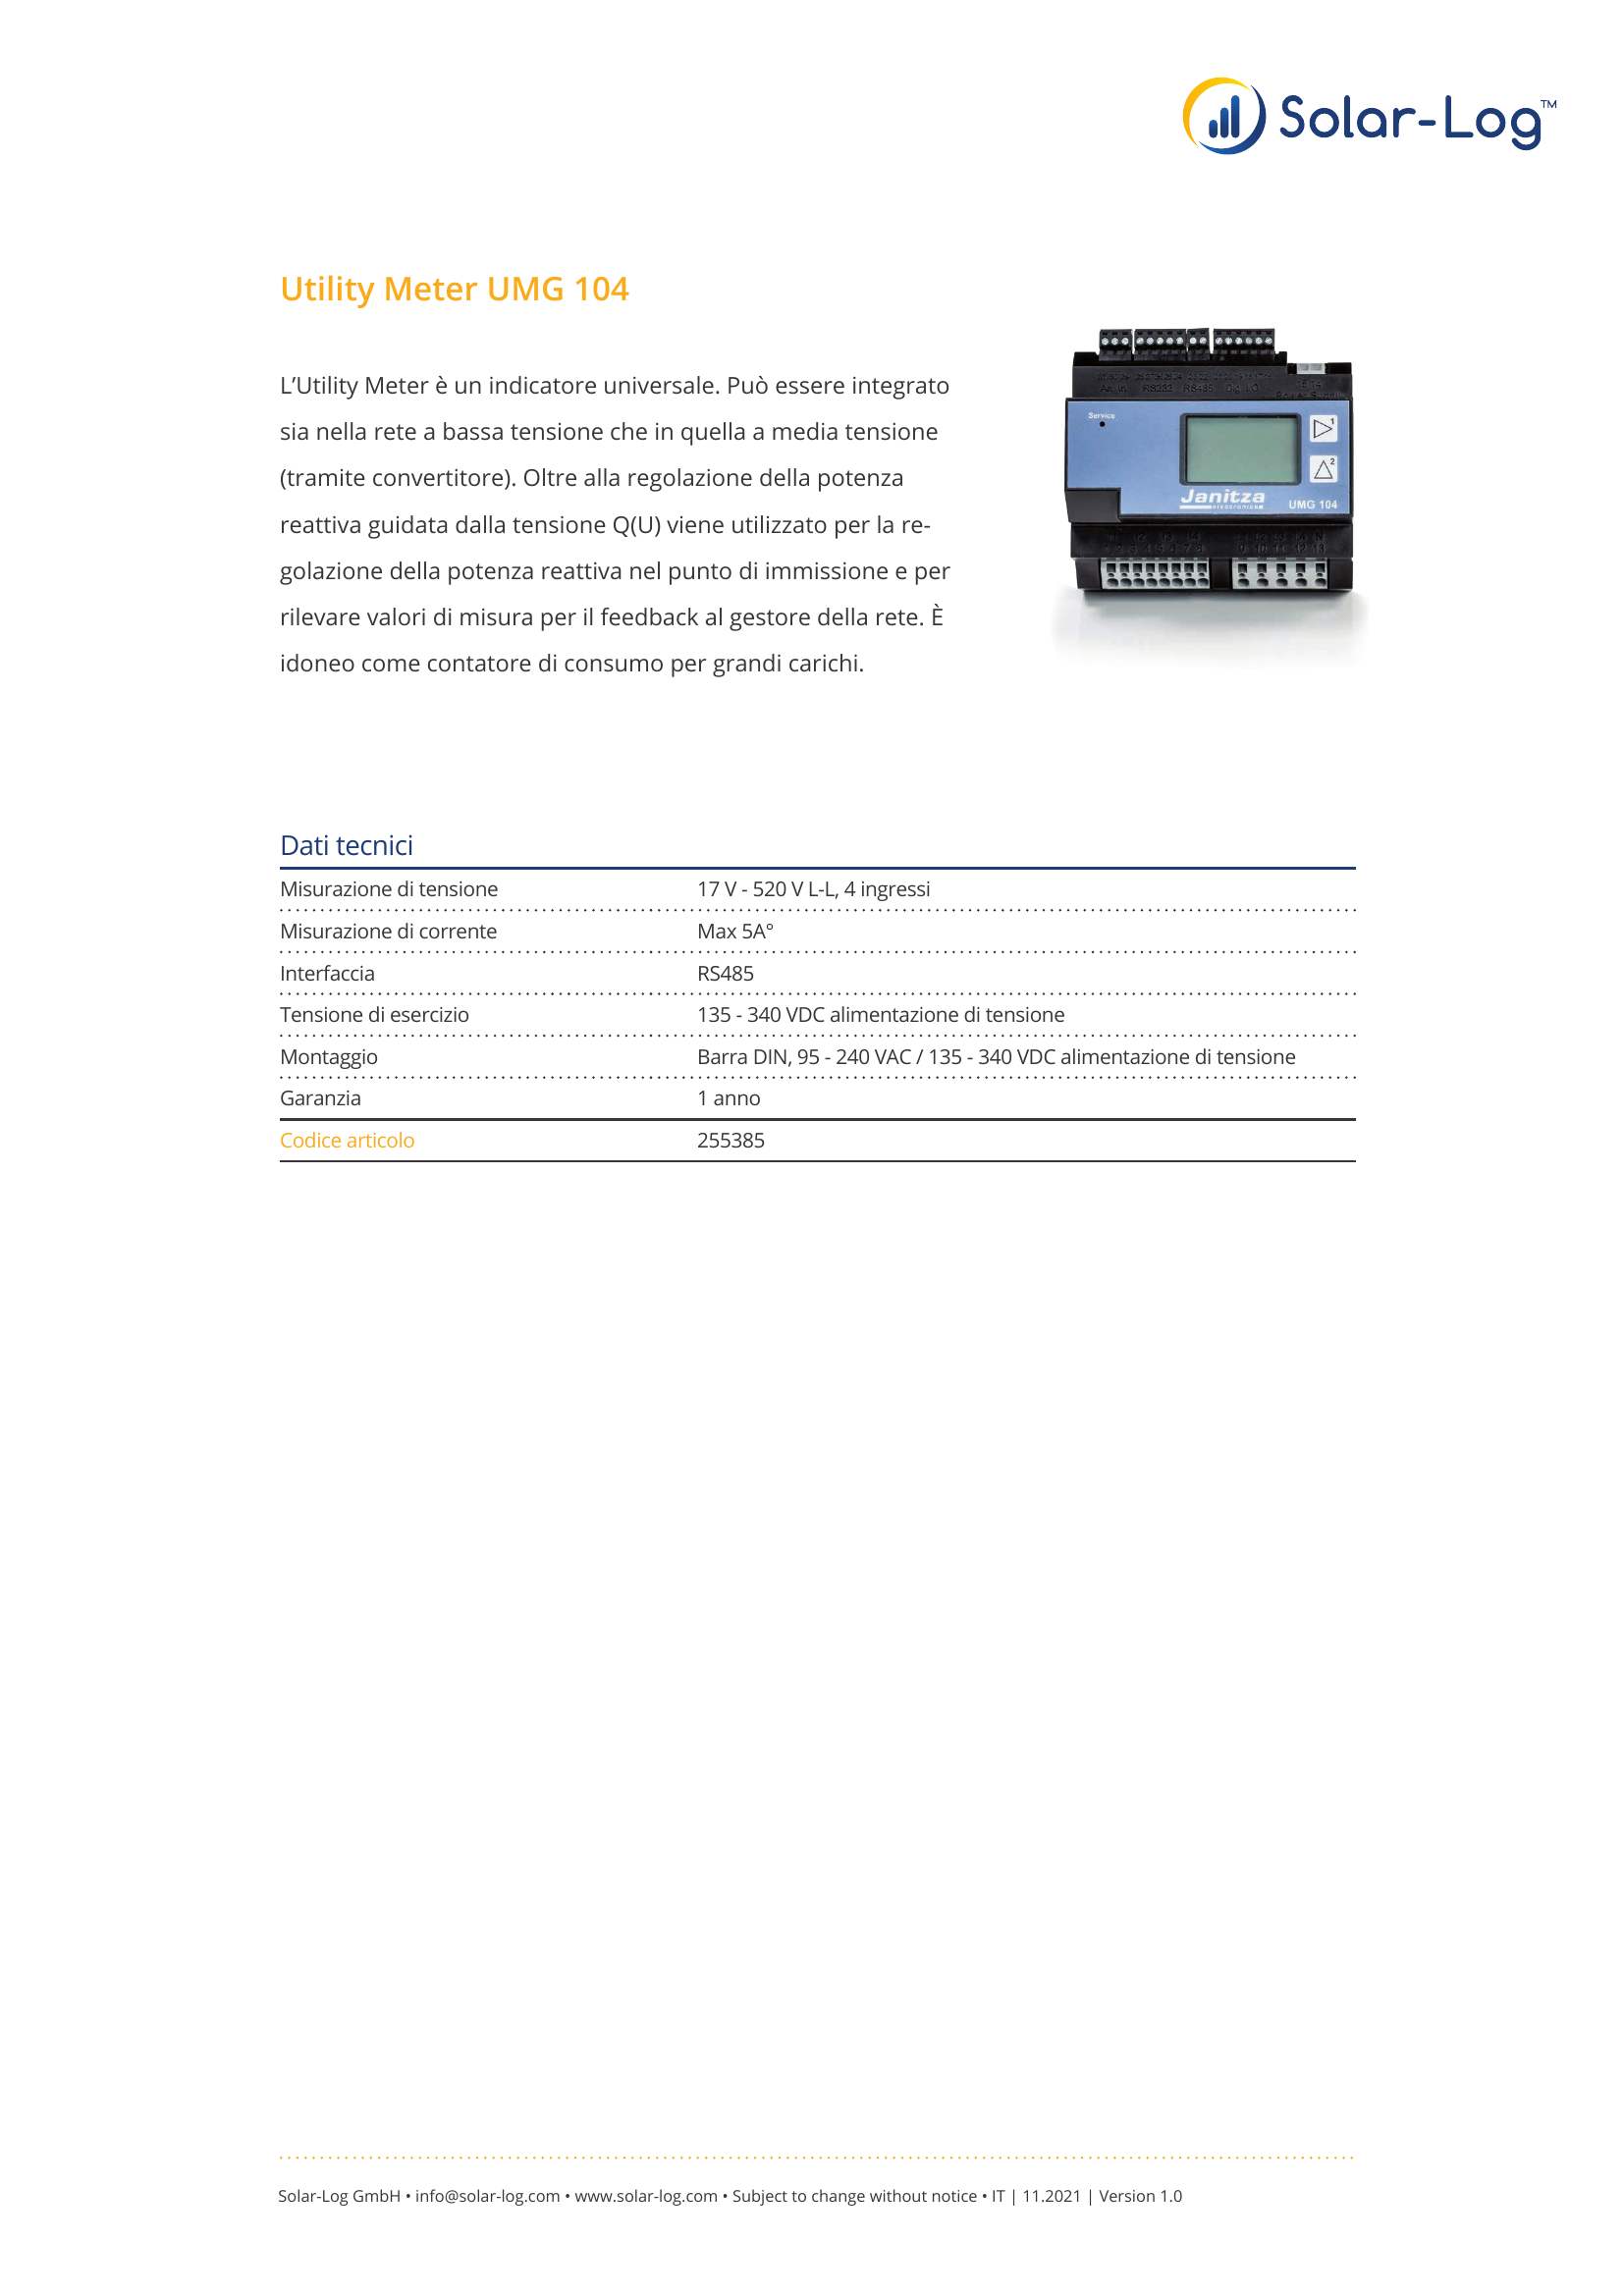 Solar-Log™
Utility Meter UMG 104
L’Utility Meter è un indicatore universale. Può essere integrato
sia nella rete a bassa tensione che in quella a media tensione
(tramite convertitore). Oltre alla regolazione della potenza
reattiva guidata dalla tensione Q(U) viene utilizzato per la re-
golazione della potenza reattiva nel punto di immissione e per
rilevare valori di misura per il feedback al gestore della rete. È
idoneo come contatore di consumo per grandi carichi.
Service
1
2
Janitza
electronics
UMG 104
Dati tecnici
Misurazione di tensione 17 V - 520 V L-L, 4 ingressi
Misurazione di corrente Max 5A°
Interfaccia RS485
Tensione di esercizio 135 - 340 VDC alimentazione di tensione
Montaggio Barra DIN, 95 - 240 VAC / 135 - 340 VDC alimentazione di tensione
Garanzia 1 anno
Codice articolo 255385
Solar-Log GmbH • info@solar-log.com • www.solar-log.com • Subject to change without notice • IT | 11.2021 | Version 1.0